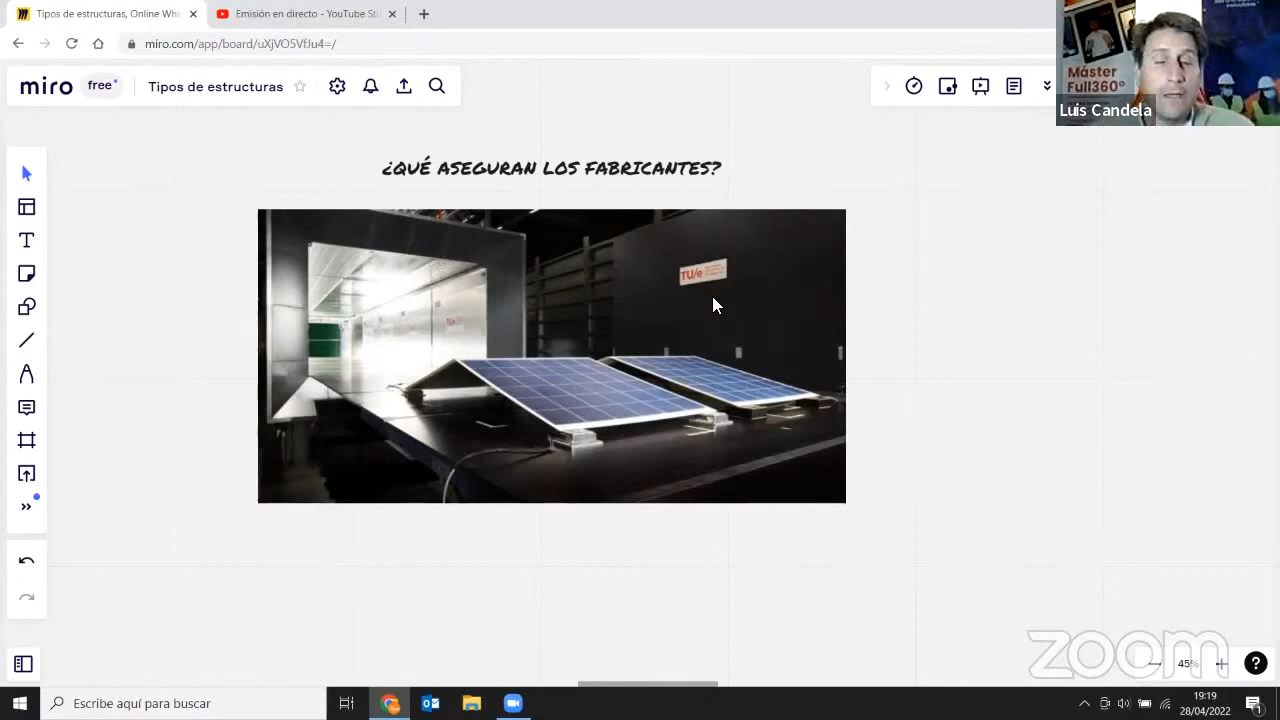 Tipos de estructuras, Online Wh
Emisión en directo - YouTube St
miro.com/app/board/uXjVO5VfJu4=/
miro
free
Tipos de estructuras
Máster
Full360º
Luis Candela
¿QUÉ ASEGURAN LOS FABRICANTES?
TU/e
zoom
45%
Escribe aquí para buscar
19:19
28/04/2022
1